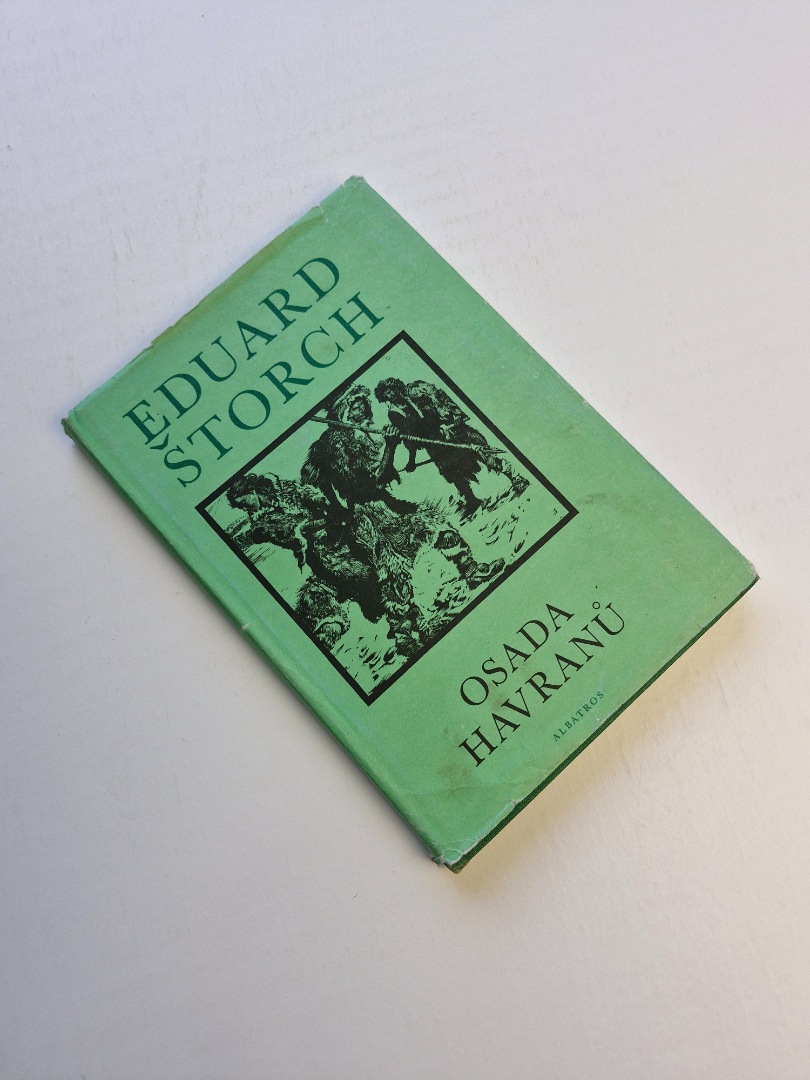 EDUARD
ŠTORCH
OSADA
HAVRANŮ
ALBATROS